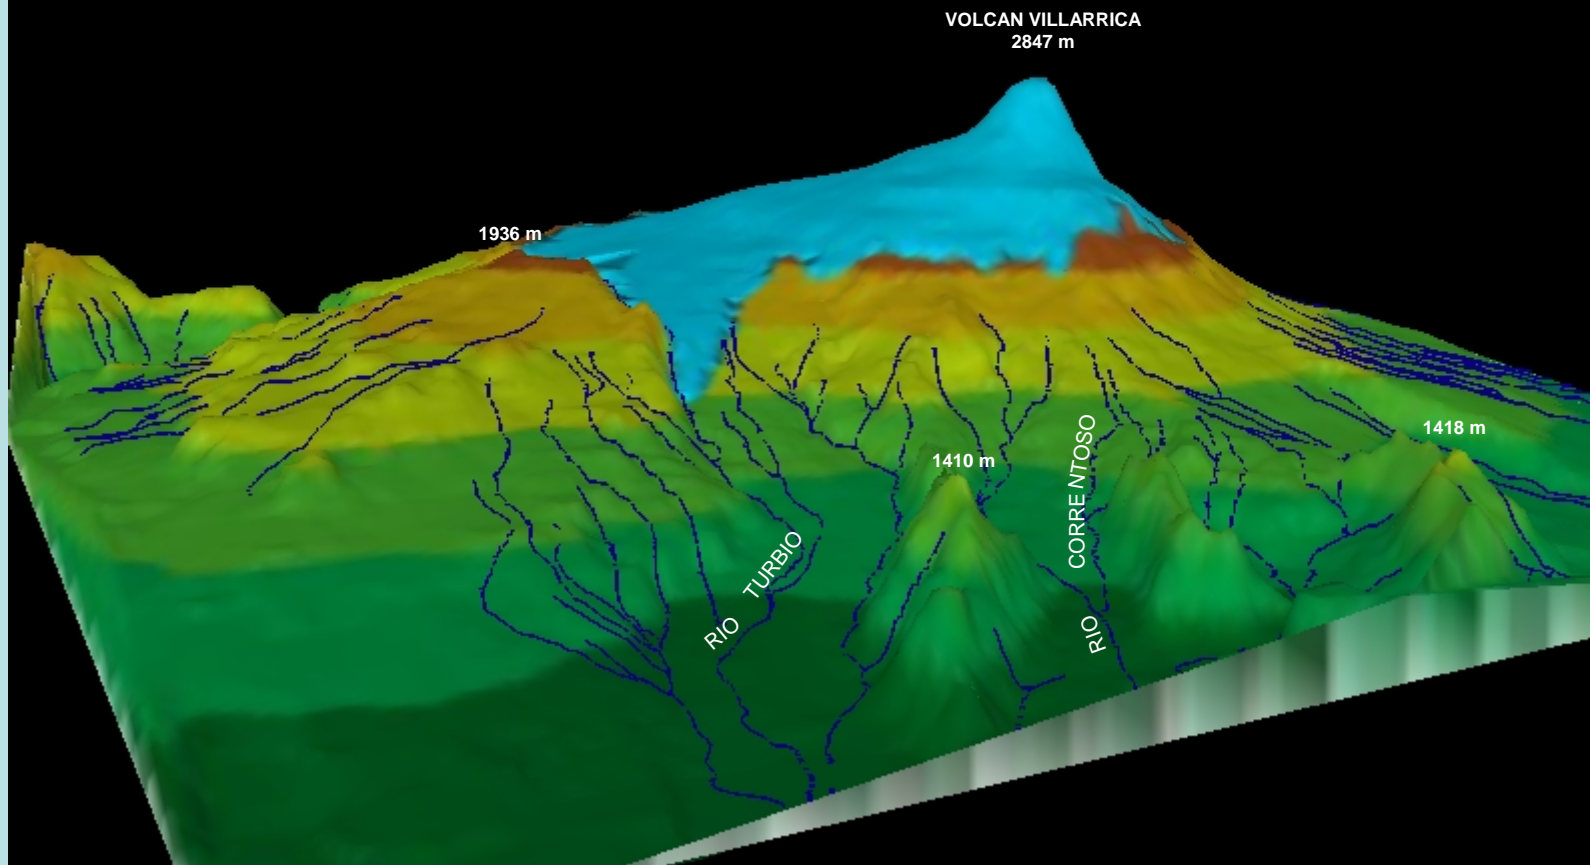 VOLCAN VILLARRICA
2847 m
1936 m
1418 m
1410 m
RIO TURBIO
RIO CORRE NTOSO